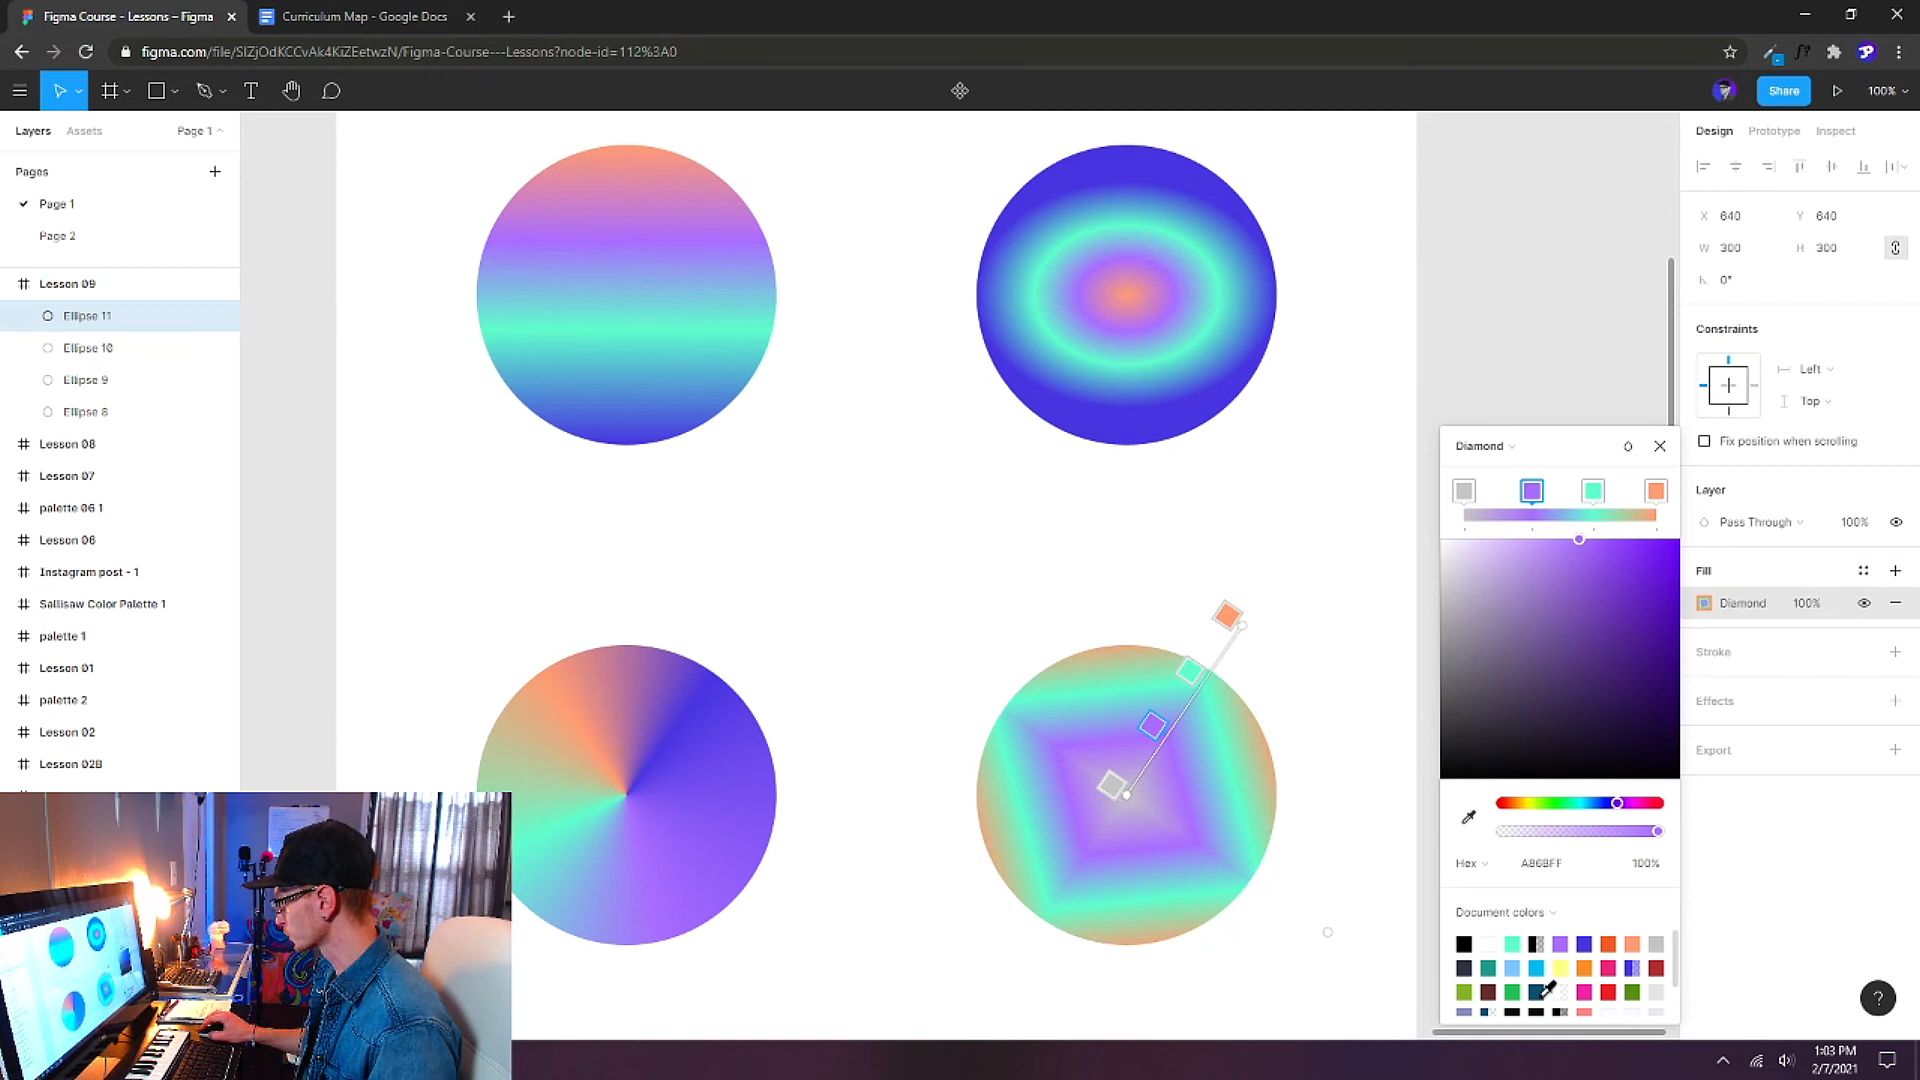 Figma Course - Lessons – Figma
Curriculum Map - Google Docs
figma.com/file/SIZjOdKCCvAk4KiZEetwzN/Figma-Course---Lessons?node-id=112%3A0
Share
100%
Layers
Assets
Page 1
Pages
Page 1
Page 2
Lesson 09
Ellipse 11
Ellipse 10
Ellipse 9
Ellipse 8
Lesson 08
Lesson 07
palette 06 1
Lesson 06
Instagram post - 1
Sallisaw Color Palette 1
palette 1
Lesson 01
palette 2
Lesson 02
Lesson 02B
Design
Prototype
Inspect
X 640
Y 640
W 300
H 300
0°
Constraints
Left
Top
Fix position when scrolling
Layer
Pass Through
100%
Fill
Diamond
100%
Stroke
Effects
Export
Diamond
Hex
A86BFF
100%
Document colors
?
1:03 PM
2/7/2021